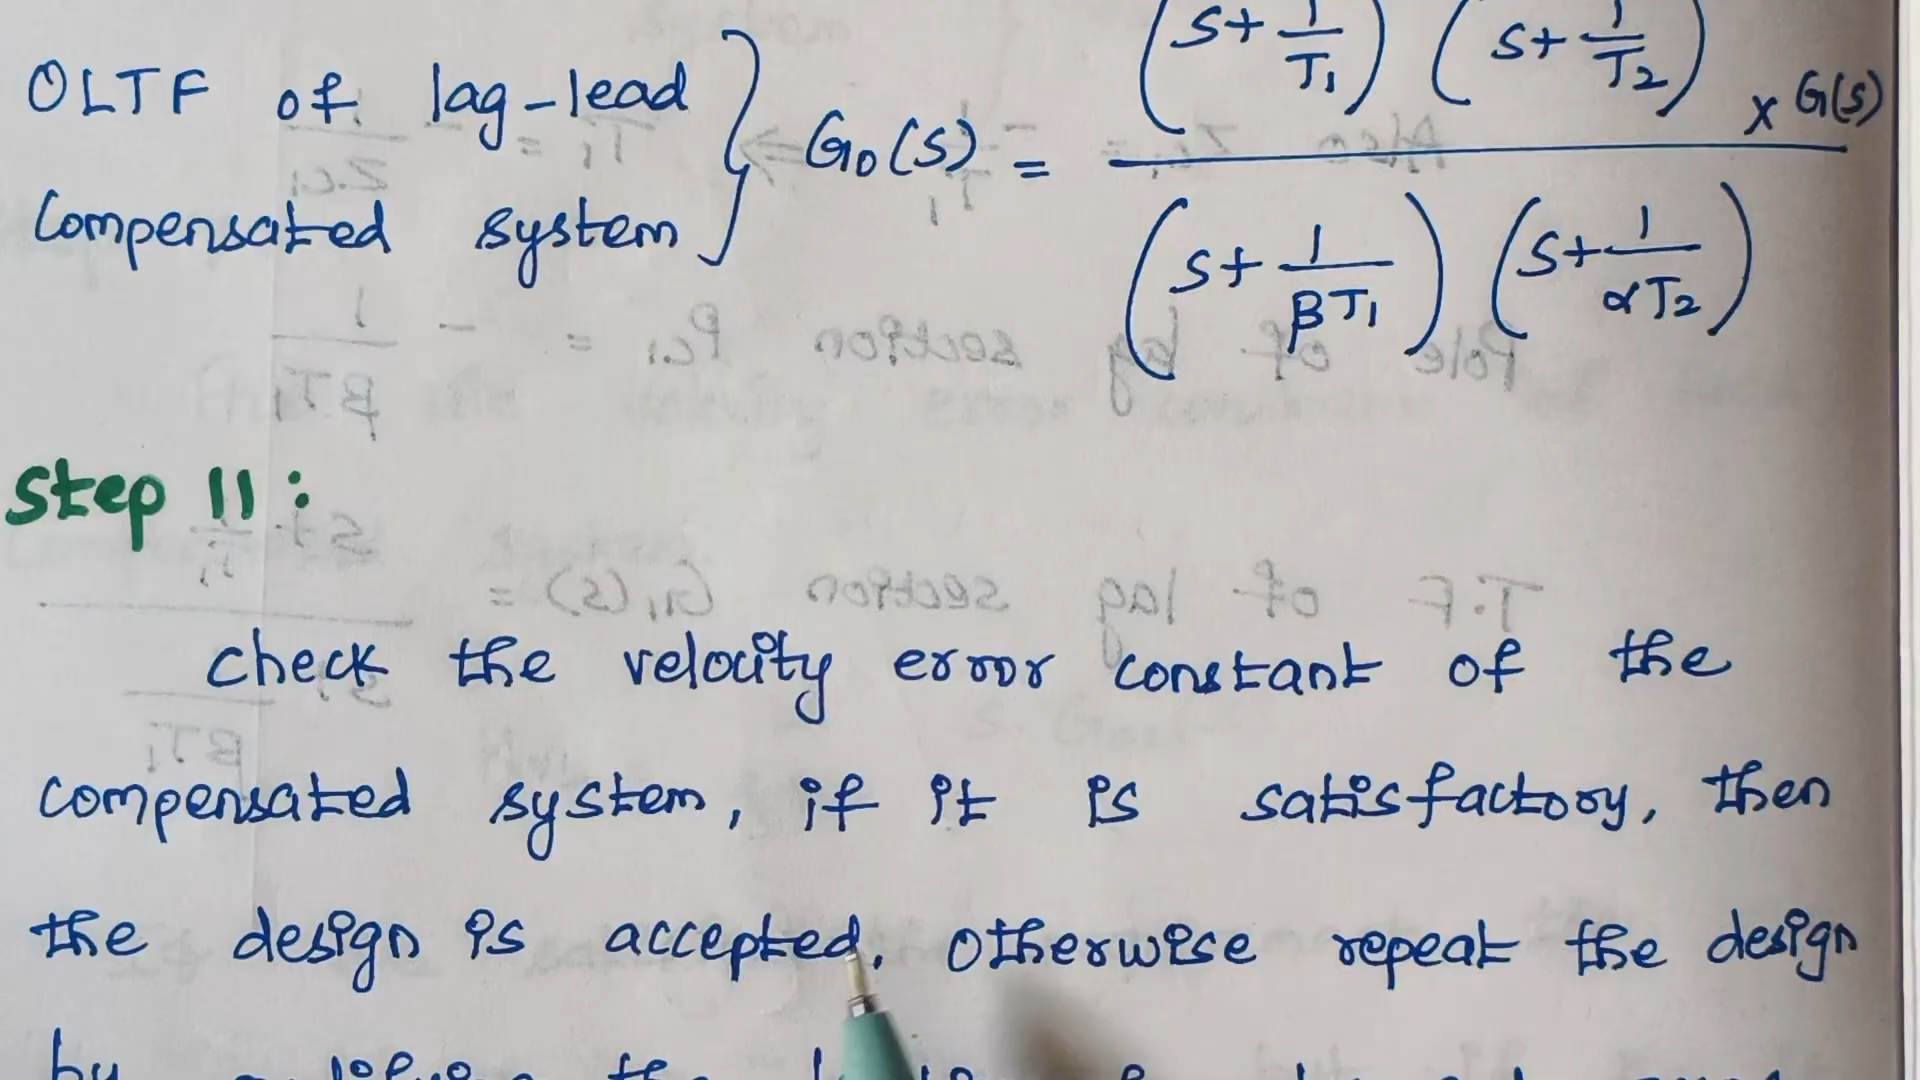 OLTF of lag-lead
compensated system } G₀(s) = (s + 1/T₁) (s + 1/T₂) × G(s) / (s + 1/βT₁) (s + 1/αT₂)
Step 11:
check the velocity error constant of the
compensated system, if it is satisfactory, then
the design is accepted. Otherwise repeat the design
by